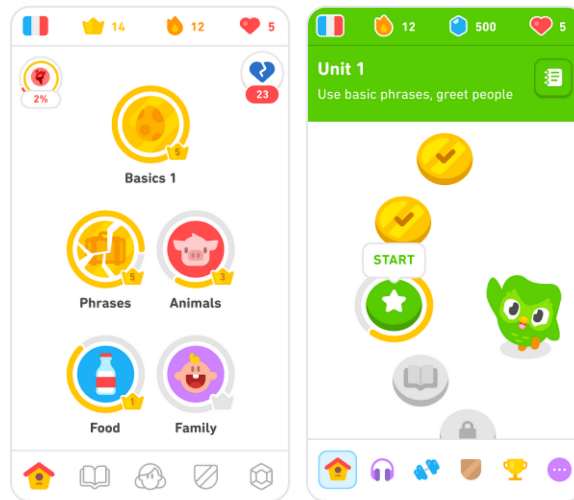 14
12
5
2%
23
5
Basics 1
5
3
Phrases
Animals
1
Food
Family
12
500
5
Unit 1
Use basic phrases, greet people
START